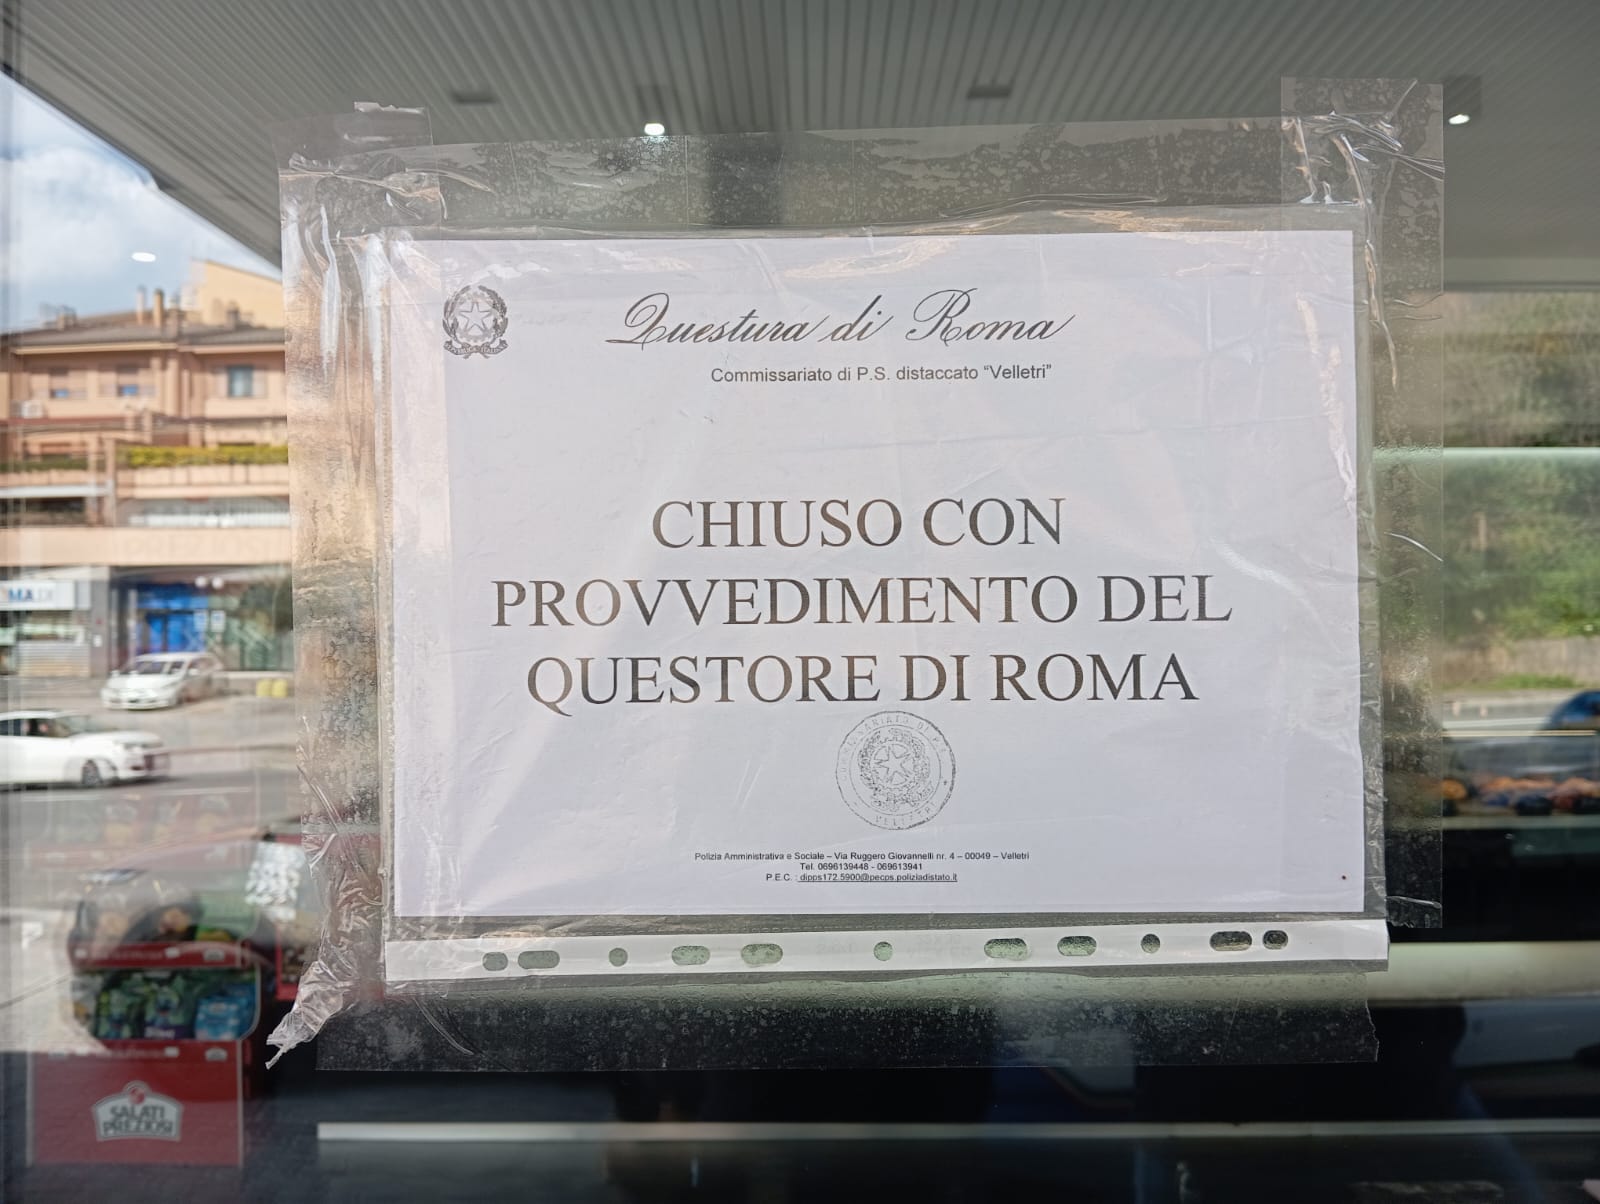 Questura di Roma
Commissariato di P.S. distaccato “Velletri”
CHIUSO CON
PROVVEDIMENTO DEL
QUESTORE DI ROMA
VELLETRI
Polizia Amministrativa e Sociale – Via Ruggero Giovannelli nr. 4 – 00049 – Velletri
Tel. 0696139448 - 069613941
P.E.C. : dipps172.5900@pecps.poliziadistato.it
SALATI
PREZIOSI